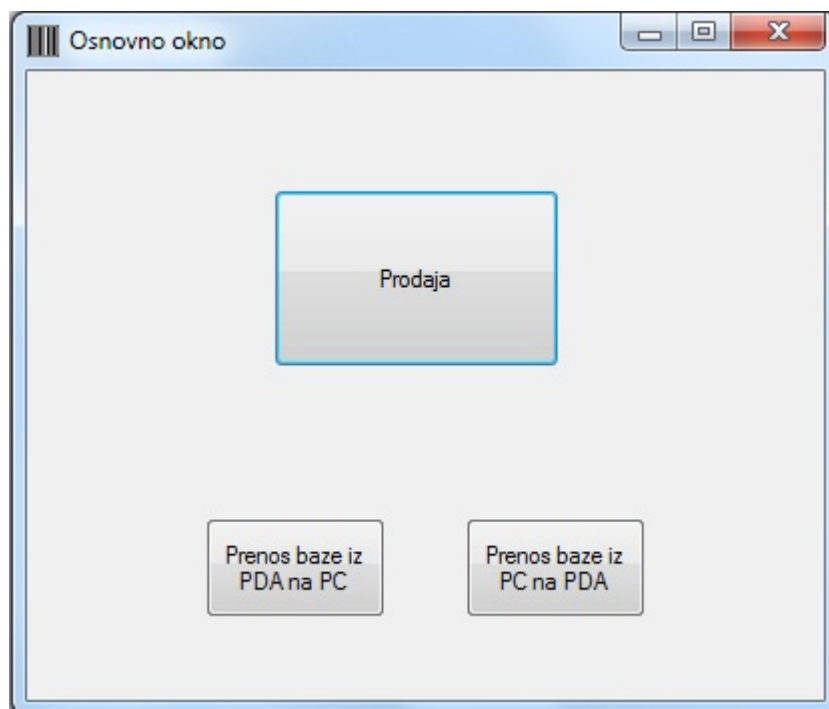 Osnovno okno
Prodaja
Prenos baze iz
PDA na PC
Prenos baze iz
PC na PDA